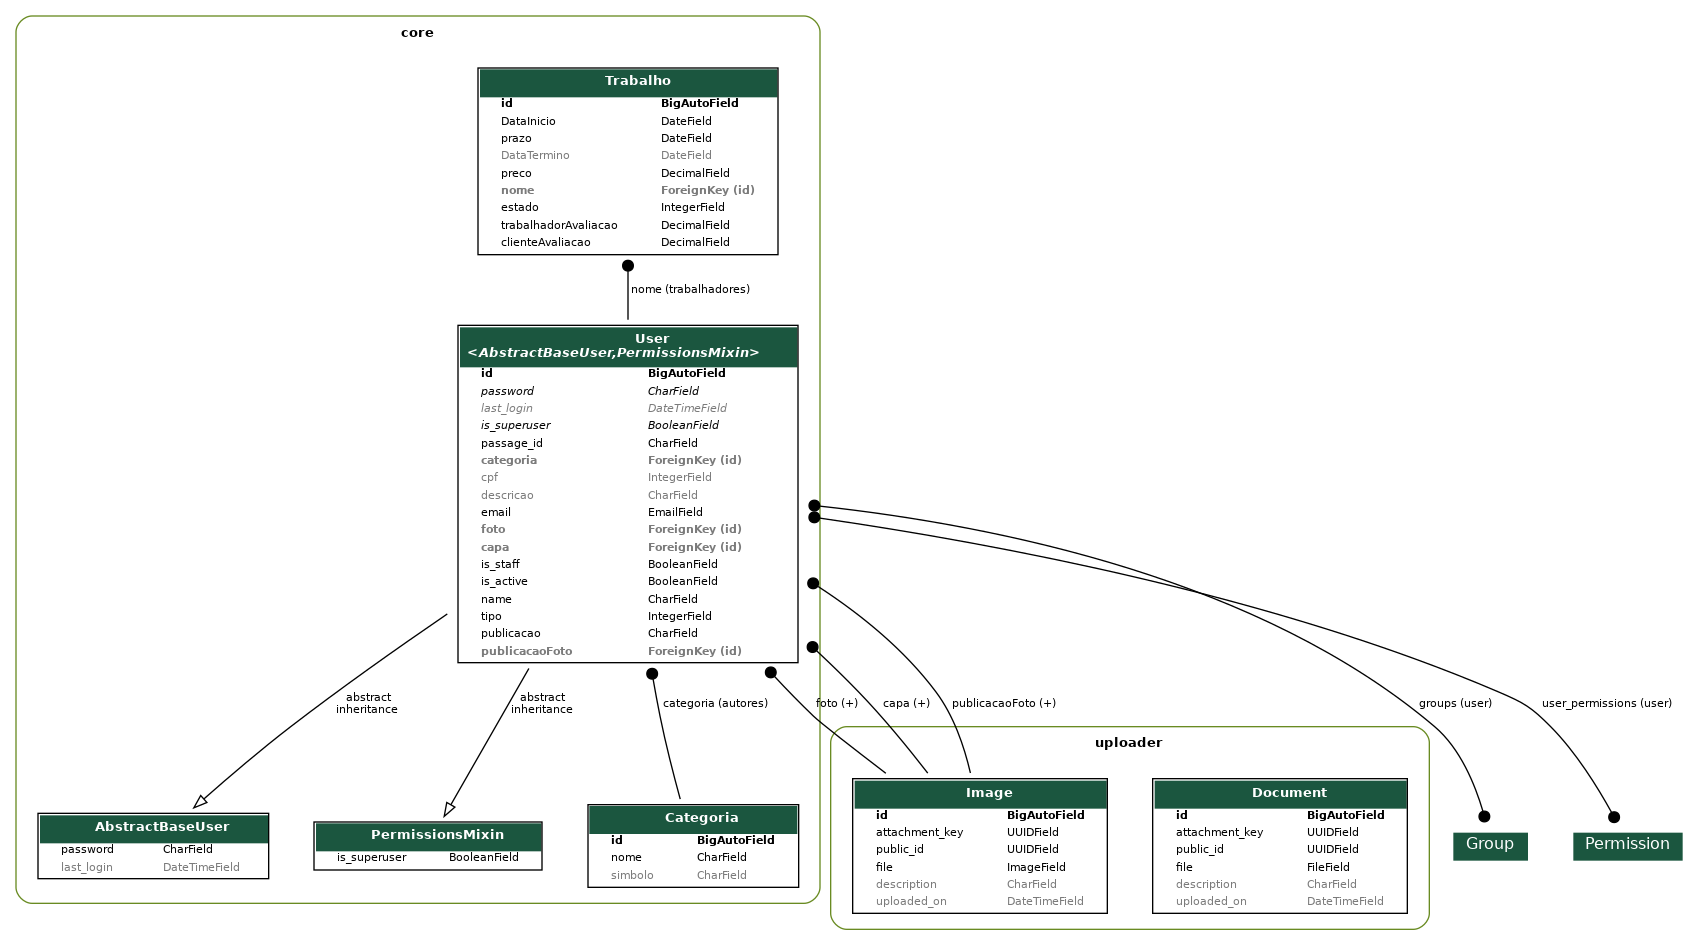 core
Trabalho
id BigAutoField
DataInicio DateField
prazo DateField
DataTermino DateField
preco DecimalField
nome ForeignKey (id)
estado IntegerField
trabalhadorAvaliacao DecimalField
clienteAvaliacao DecimalField
nome (trabalhadores)
User
<AbstractBaseUser,PermissionsMixin>
id BigAutoField
password CharField
last_login DateTimeField
is_superuser BooleanField
passage_id CharField
categoria ForeignKey (id)
cpf IntegerField
descricao CharField
email EmailField
foto ForeignKey (id)
capa ForeignKey (id)
is_staff BooleanField
is_active BooleanField
name CharField
tipo IntegerField
publicacao CharField
publicacaoFoto ForeignKey (id)
abstract
inheritance
abstract
inheritance
categoria (autores)
foto (+)
capa (+)
publicacaoFoto (+)
groups (user)
user_permissions (user)
AbstractBaseUser
password CharField
last_login DateTimeField
PermissionsMixin
is_superuser BooleanField
Categoria
id BigAutoField
nome CharField
simbolo CharField
uploader
Image
id BigAutoField
attachment_key UUIDField
public_id UUIDField
file ImageField
description CharField
uploaded_on DateTimeField
Document
id BigAutoField
attachment_key UUIDField
public_id UUIDField
file FileField
description CharField
uploaded_on DateTimeField
Group
Permission